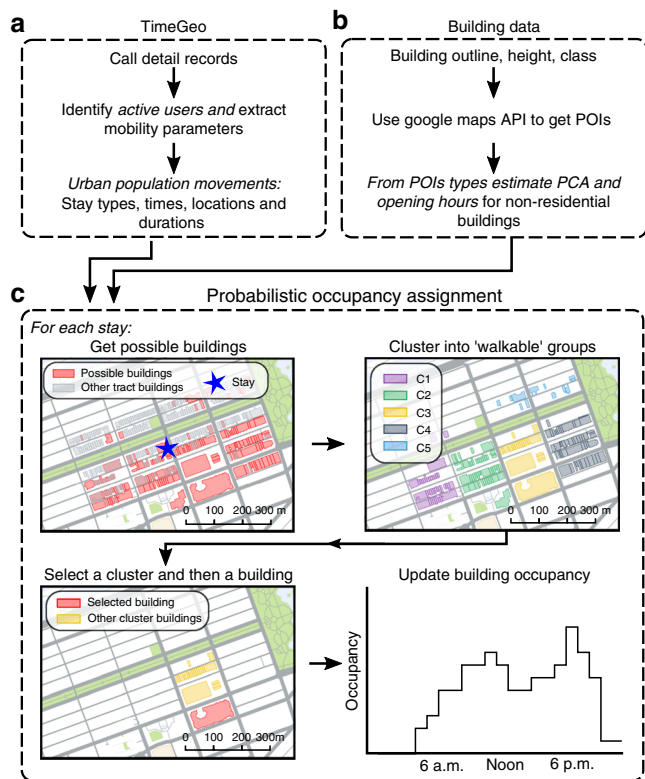 a
TimeGeo
Call detail records
Identify active users and extract
mobility parameters
Urban population movements:
Stay types, times, locations and
durations
b
Building data
Building outline, height, class
Use google maps API to get POIs
From POIs types estimate PCA and
opening hours for non-residential
buildings
c
Probabilistic occupancy assignment
For each stay:
Get possible buildings
Possible buildings
Other tract buildings
Stay
0 100 200 300 m
Cluster into 'walkable' groups
C1
C2
C3
C4
C5
0 100 200 300 m
Select a cluster and then a building
Selected building
Other cluster buildings
0 100 200 300m
Update building occupancy
Occupancy
6 a.m. Noon 6 p.m.